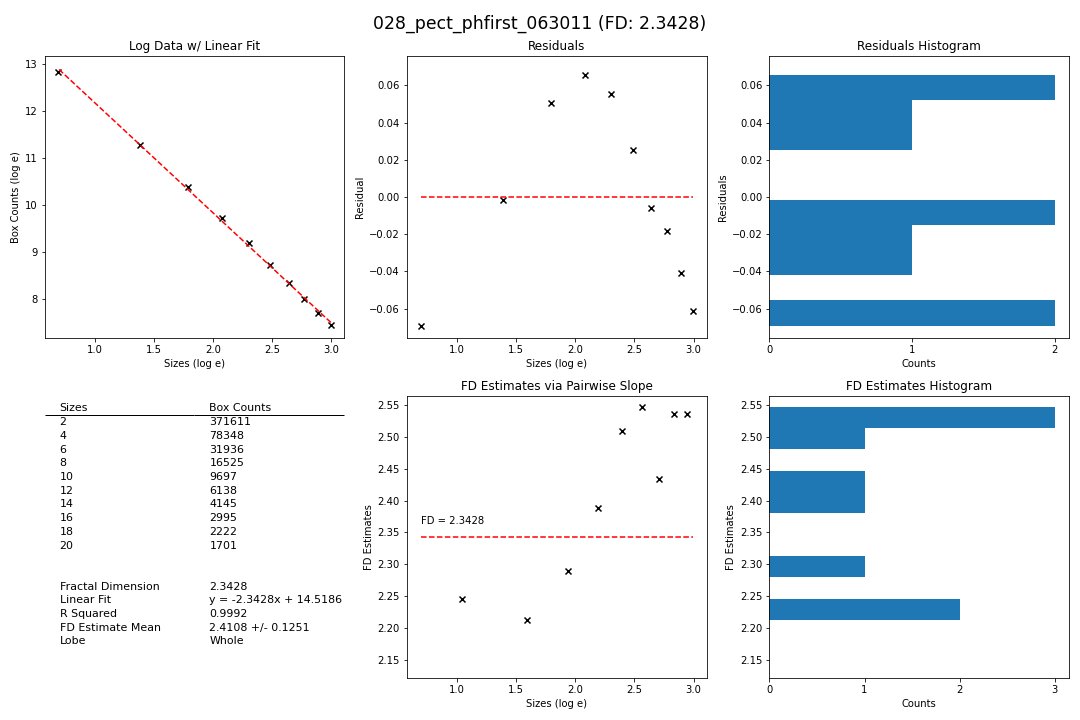 028_pect_phfirst_063011 (FD: 2.3428)
Log Data w/ Linear Fit
Box Counts (log e)
13
12
11
10
9
8
1.0 1.5 2.0 2.5 3.0
Sizes (log e)
Residuals
Residual
0.06
0.04
0.02
0.00
−0.02
−0.04
−0.06
1.0 1.5 2.0 2.5 3.0
Sizes (log e)
Residuals Histogram
Residuals
0.06
0.04
0.02
0.00
−0.02
−0.04
−0.06
0 1 2
Counts
Sizes Box Counts
2 371611
4 78348
6 31936
8 16525
10 9697
12 6138
14 4145
16 2995
18 2222
20 1701
Fractal Dimension 2.3428
Linear Fit y = -2.3428x + 14.5186
R Squared 0.9992
FD Estimate Mean 2.4108 +/- 0.1251
Lobe Whole
FD Estimates via Pairwise Slope
FD Estimates
2.55
2.50
2.45
2.40
2.35
2.30
2.25
2.20
2.15
FD = 2.3428
1.0 1.5 2.0 2.5 3.0
Sizes (log e)
FD Estimates Histogram
FD Estimates
2.55
2.50
2.45
2.40
2.35
2.30
2.25
2.20
2.15
0 1 2 3
Counts